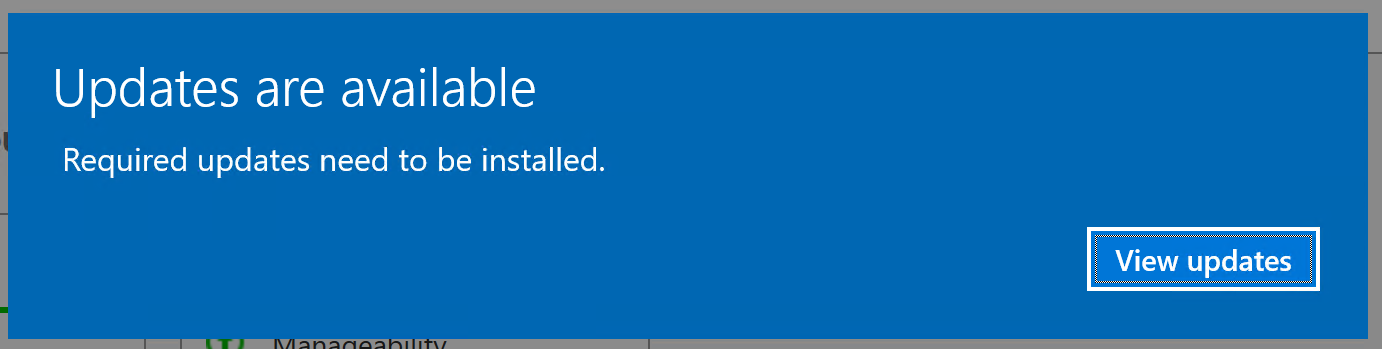 Updates are available
Required updates need to be installed.
View updates
Manageability